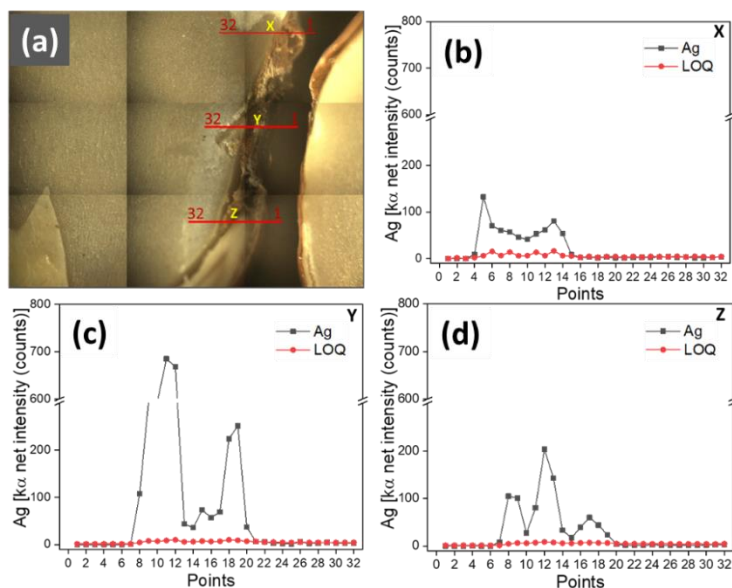 (a)
32 X 1
32 Y 1
32 Z 1
(b)
X
Ag
LOQ
Ag [kα net intensity (counts)]
800
700
600
200
100
0
0 2 4 6 8 10 12 14 16 18 20 22 24 26 28 30 32
Points
(c)
Y
Ag
LOQ
Ag [kα net intensity (counts)]
800
700
600
200
100
0
0 2 4 6 8 10 12 14 16 18 20 22 24 26 28 30 32
Points
(d)
Z
Ag
LOQ
Ag [kα net intensity (counts)]
800
700
600
200
100
0
0 2 4 6 8 10 12 14 16 18 20 22 24 26 28 30 32
Points